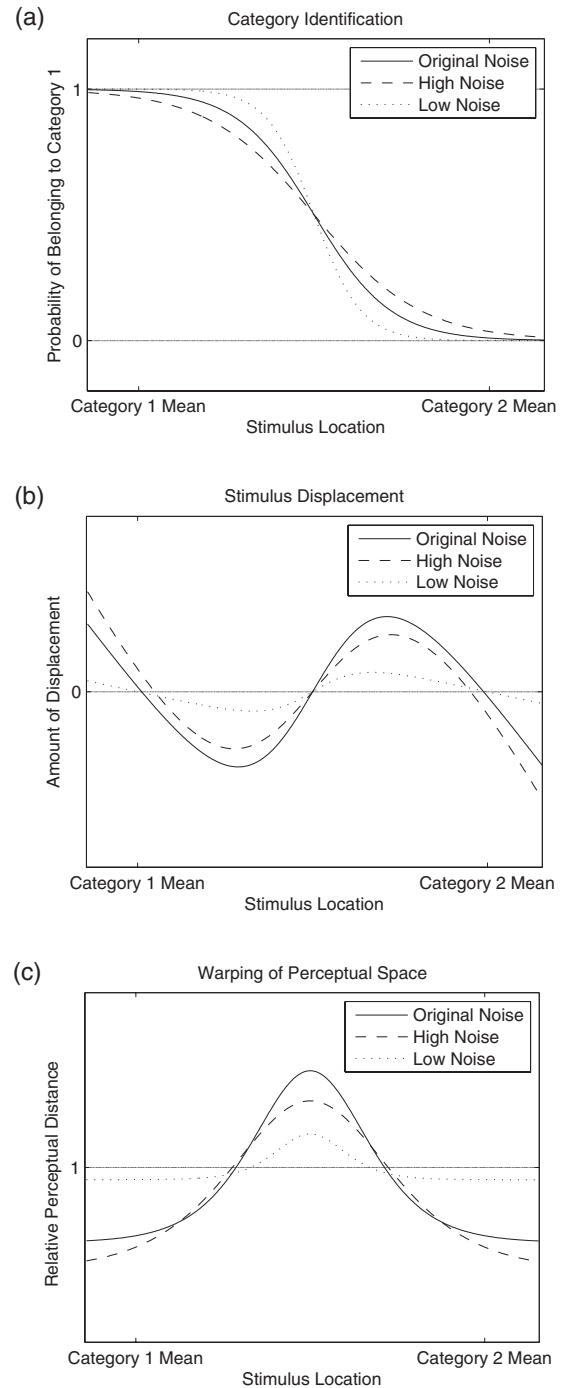 (a)
Category Identification
Original Noise
High Noise
Low Noise
1
0
Probability of Belonging to Category 1
Category 1 Mean
Category 2 Mean
Stimulus Location
(b)
Stimulus Displacement
Original Noise
High Noise
Low Noise
0
Amount of Displacement
Category 1 Mean
Category 2 Mean
Stimulus Location
(c)
Warping of Perceptual Space
Original Noise
High Noise
Low Noise
1
Relative Perceptual Distance
Category 1 Mean
Category 2 Mean
Stimulus Location